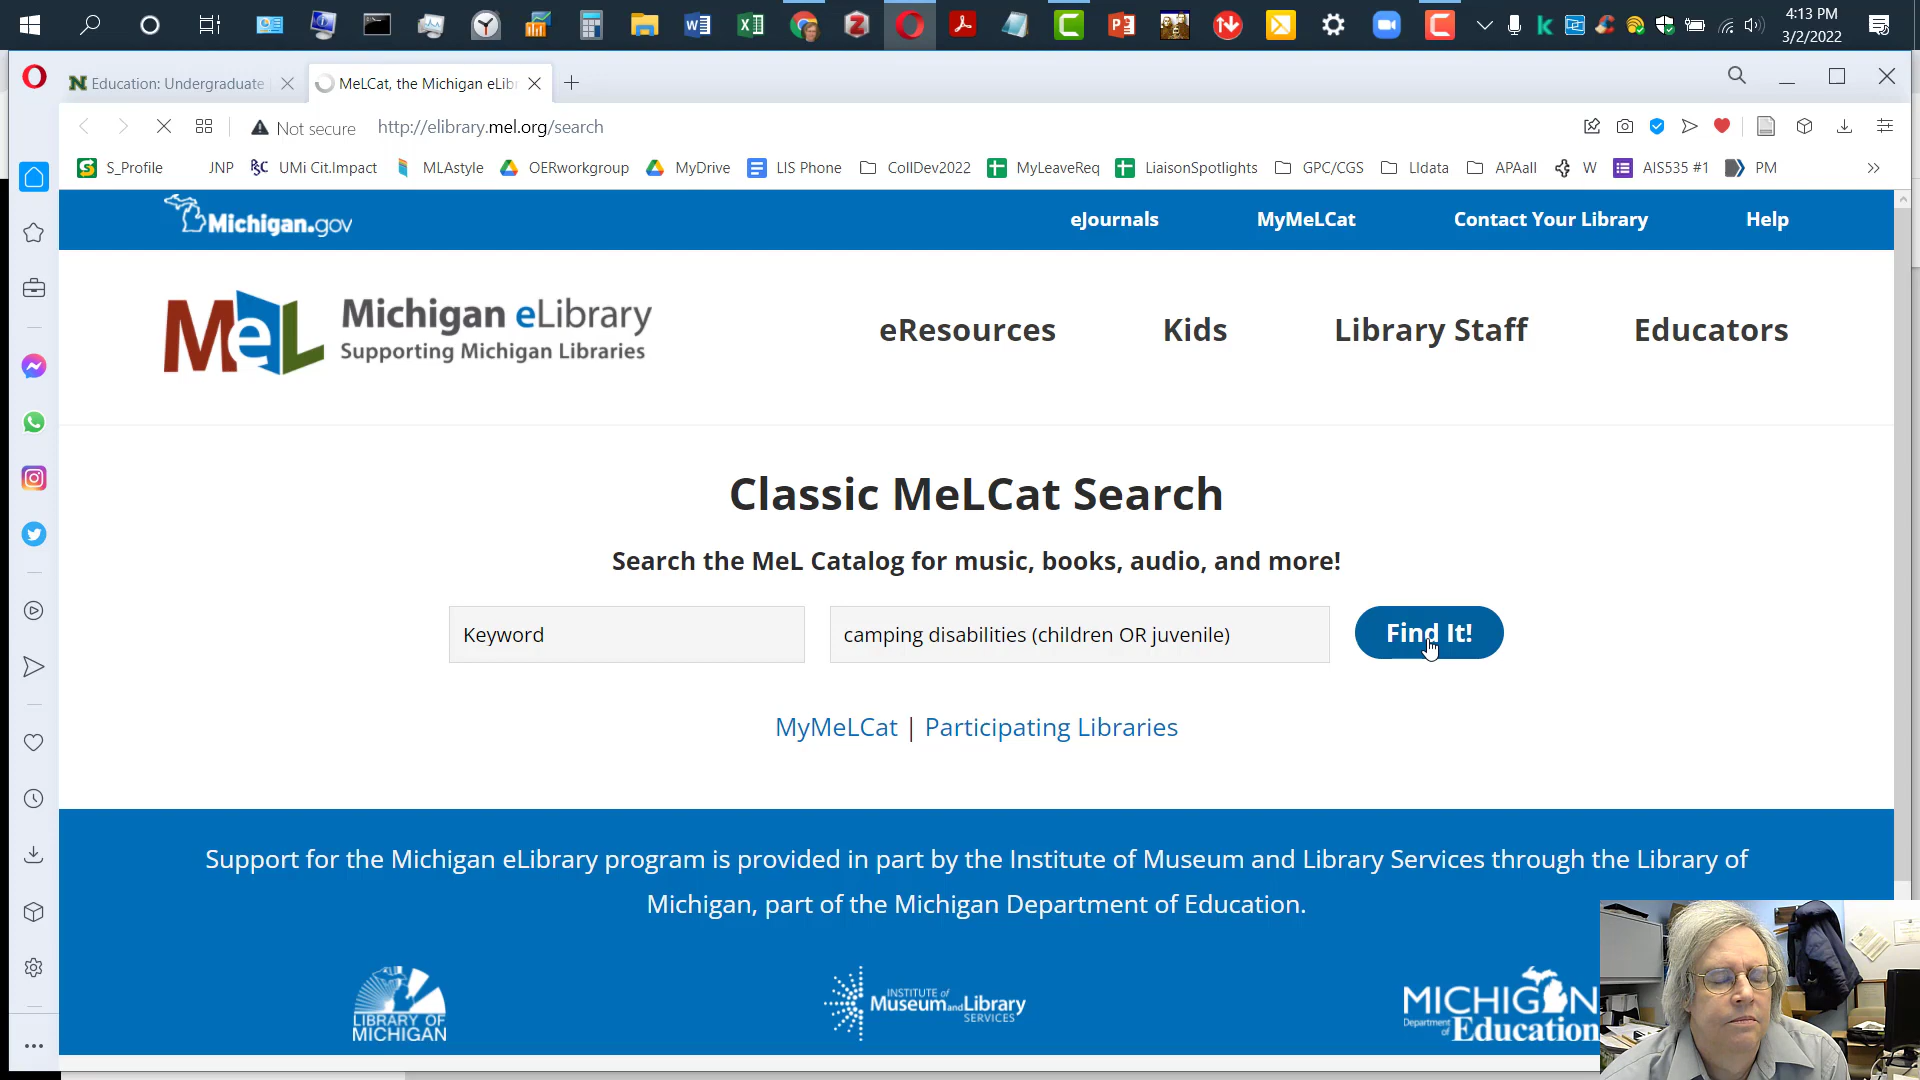 4:13 PM
3/2/2022
Education: Undergraduate
MeLCat, the Michigan eLib
Not secure
http://elibrary.mel.org/search
S_Profile
JNP
UMi Cit.Impact
MLAstyle
OERworkgroup
MyDrive
LIS Phone
CollDev2022
MyLeaveReq
LiaisonSpotlights
GPC/CGS
LIdata
APAall
W
AIS535 #1
PM
Michigan.gov
eJournals
MyMeLCat
Contact Your Library
Help
MeL
Michigan eLibrary
Supporting Michigan Libraries
eResources
Kids
Library Staff
Educators
Classic MeLCat Search
Search the MeL Catalog for music, books, audio, and more!
Keyword
camping disabilities (children OR juvenile)
Find It!
MyMeLCat | Participating Libraries
Support for the Michigan eLibrary program is provided in part by the Institute of Museum and Library Services through the Library of
Michigan, part of the Michigan Department of Education.
LIBRARY OF
MICHIGAN
INSTITUTE of
Museum and Library
SERVICES
MICHIGAN
Department of
Education